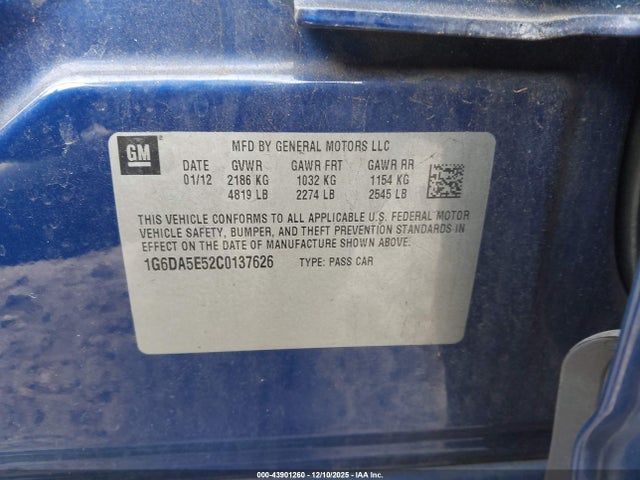 GM
MFD BY GENERAL MOTORS LLC
DATE GVWR GAWR FRT GAWR RR
01/12 2186 KG 1032 KG 1154 KG
4819 LB 2274 LB 2545 LB
THIS VEHICLE CONFORMS TO ALL APPLICABLE U.S. FEDERAL MOTOR
VEHICLE SAFETY, BUMPER, AND THEFT PREVENTION STANDARDS IN
EFFECT ON THE DATE OF MANUFACTURE SHOWN ABOVE.
1G6DA5E52C0137626 TYPE: PASS CAR
00-43901260 - 12/10/2025 - IAA Inc.